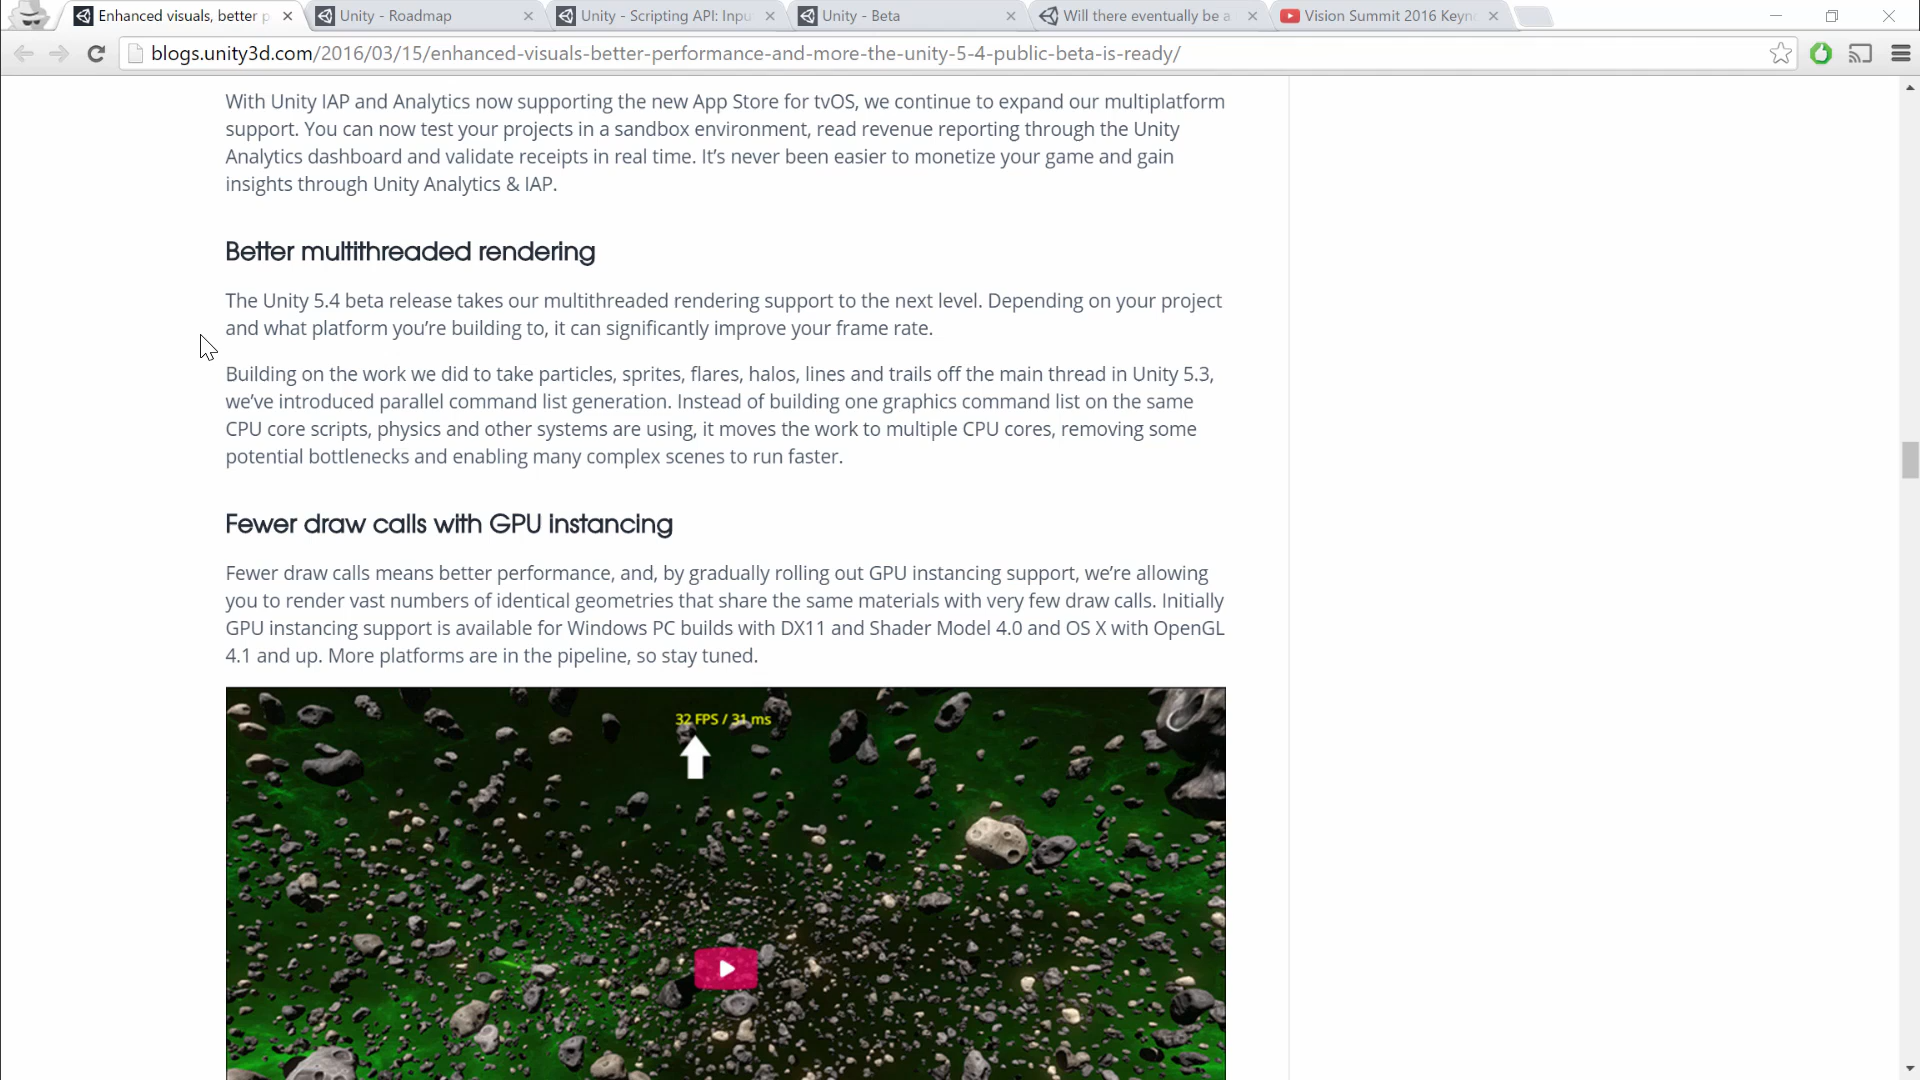 Enhanced visuals, better p
Unity - Roadmap
Unity - Scripting API: Inpu
Unity - Beta
Will there eventually be a
Vision Summit 2016 Keyn
blogs.unity3d.com/2016/03/15/enhanced-visuals-better-performance-and-more-the-unity-5-4-public-beta-is-ready/
With Unity IAP and Analytics now supporting the new App Store for tvOS, we continue to expand our multiplatform
support. You can now test your projects in a sandbox environment, read revenue reporting through the Unity
Analytics dashboard and validate receipts in real time. It’s never been easier to monetize your game and gain
insights through Unity Analytics & IAP.
Better multithreaded rendering
The Unity 5.4 beta release takes our multithreaded rendering support to the next level. Depending on your project
and what platform you’re building to, it can significantly improve your frame rate.
Building on the work we did to take particles, sprites, flares, halos, lines and trails off the main thread in Unity 5.3,
we’ve introduced parallel command list generation. Instead of building one graphics command list on the same
CPU core scripts, physics and other systems are using, it moves the work to multiple CPU cores, removing some
potential bottlenecks and enabling many complex scenes to run faster.
Fewer draw calls with GPU instancing
Fewer draw calls means better performance, and, by gradually rolling out GPU instancing support, we’re allowing
you to render vast numbers of identical geometries that share the same materials with very few draw calls. Initially
GPU instancing support is available for Windows PC builds with DX11 and Shader Model 4.0 and OS X with OpenGL
4.1 and up. More platforms are in the pipeline, so stay tuned.
32 FPS / 31 ms